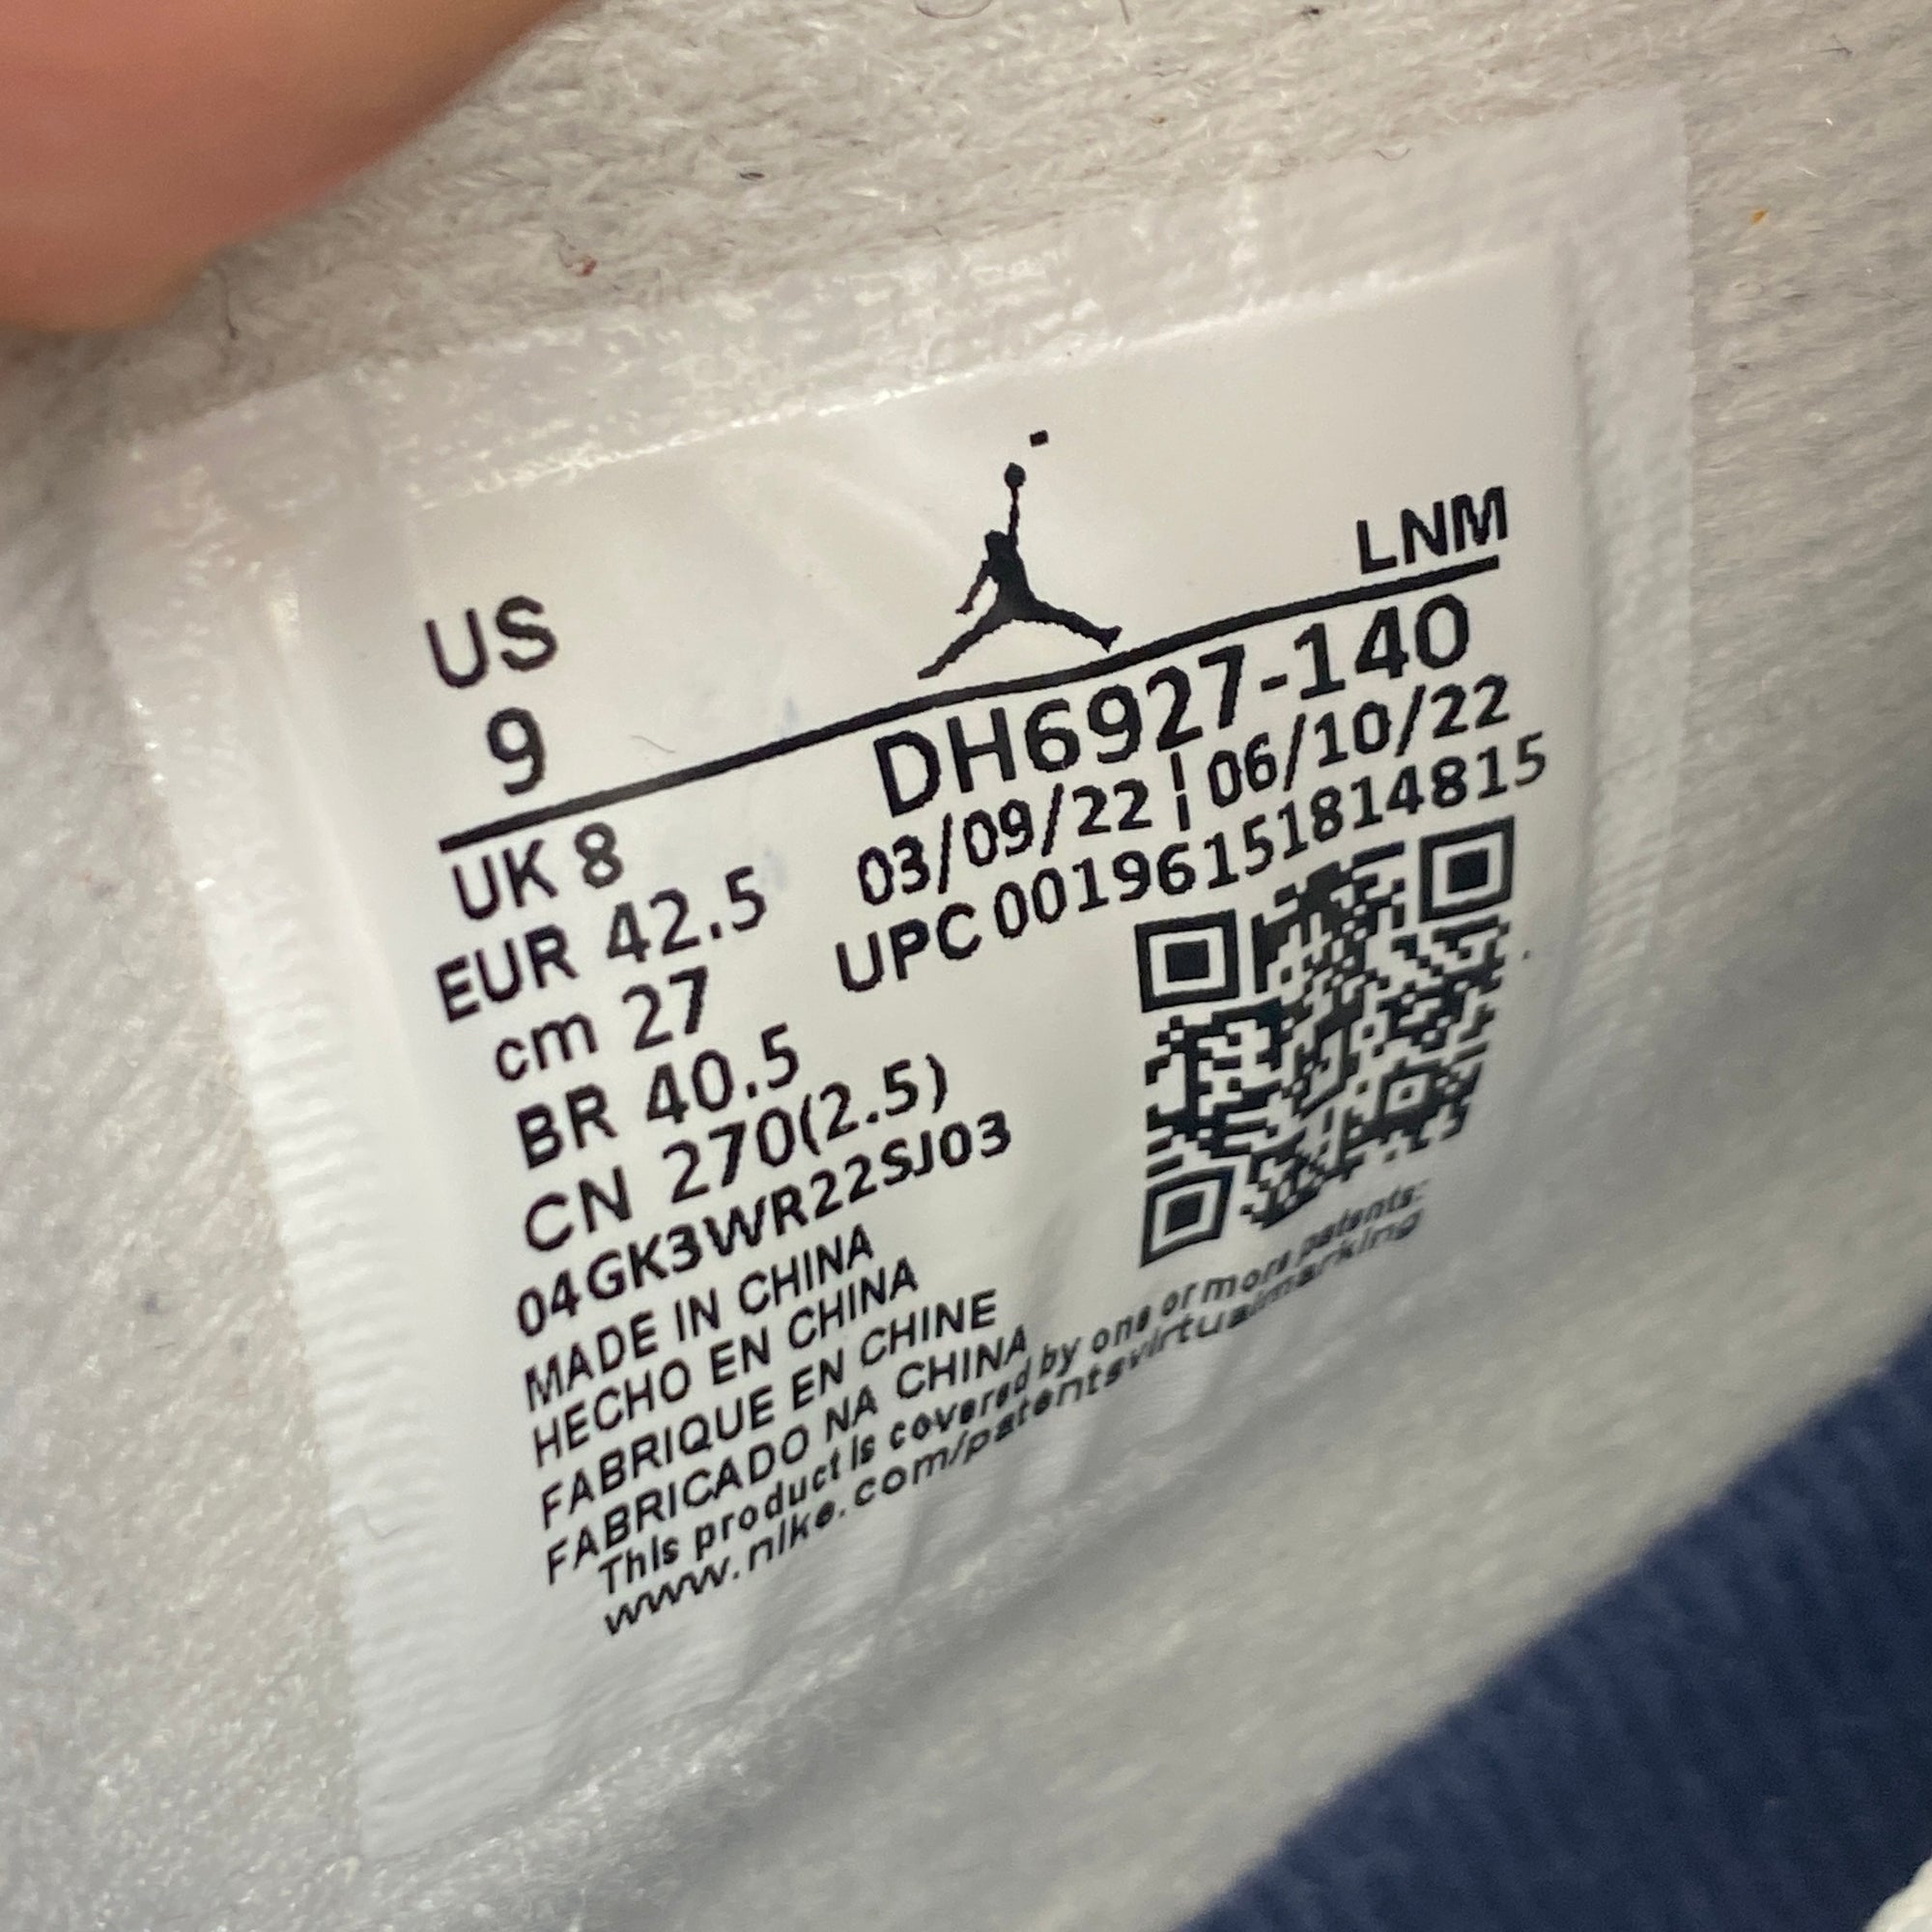 US
9
LNM
DH6927-140
03/09/22 ¦ 06/10/22
UPC 00196151814815
UK 8
EUR 42.5
cm 27
BR 40.5
CN 270(2.5)
04GK3WR22SJ03
MADE IN CHINA
HECHO EN CHINA
FABRIQUE EN CHINE
FABRICADO NA CHINA
This product is covered by one or more patents:
www.nike.com/patentsvirtualmarking